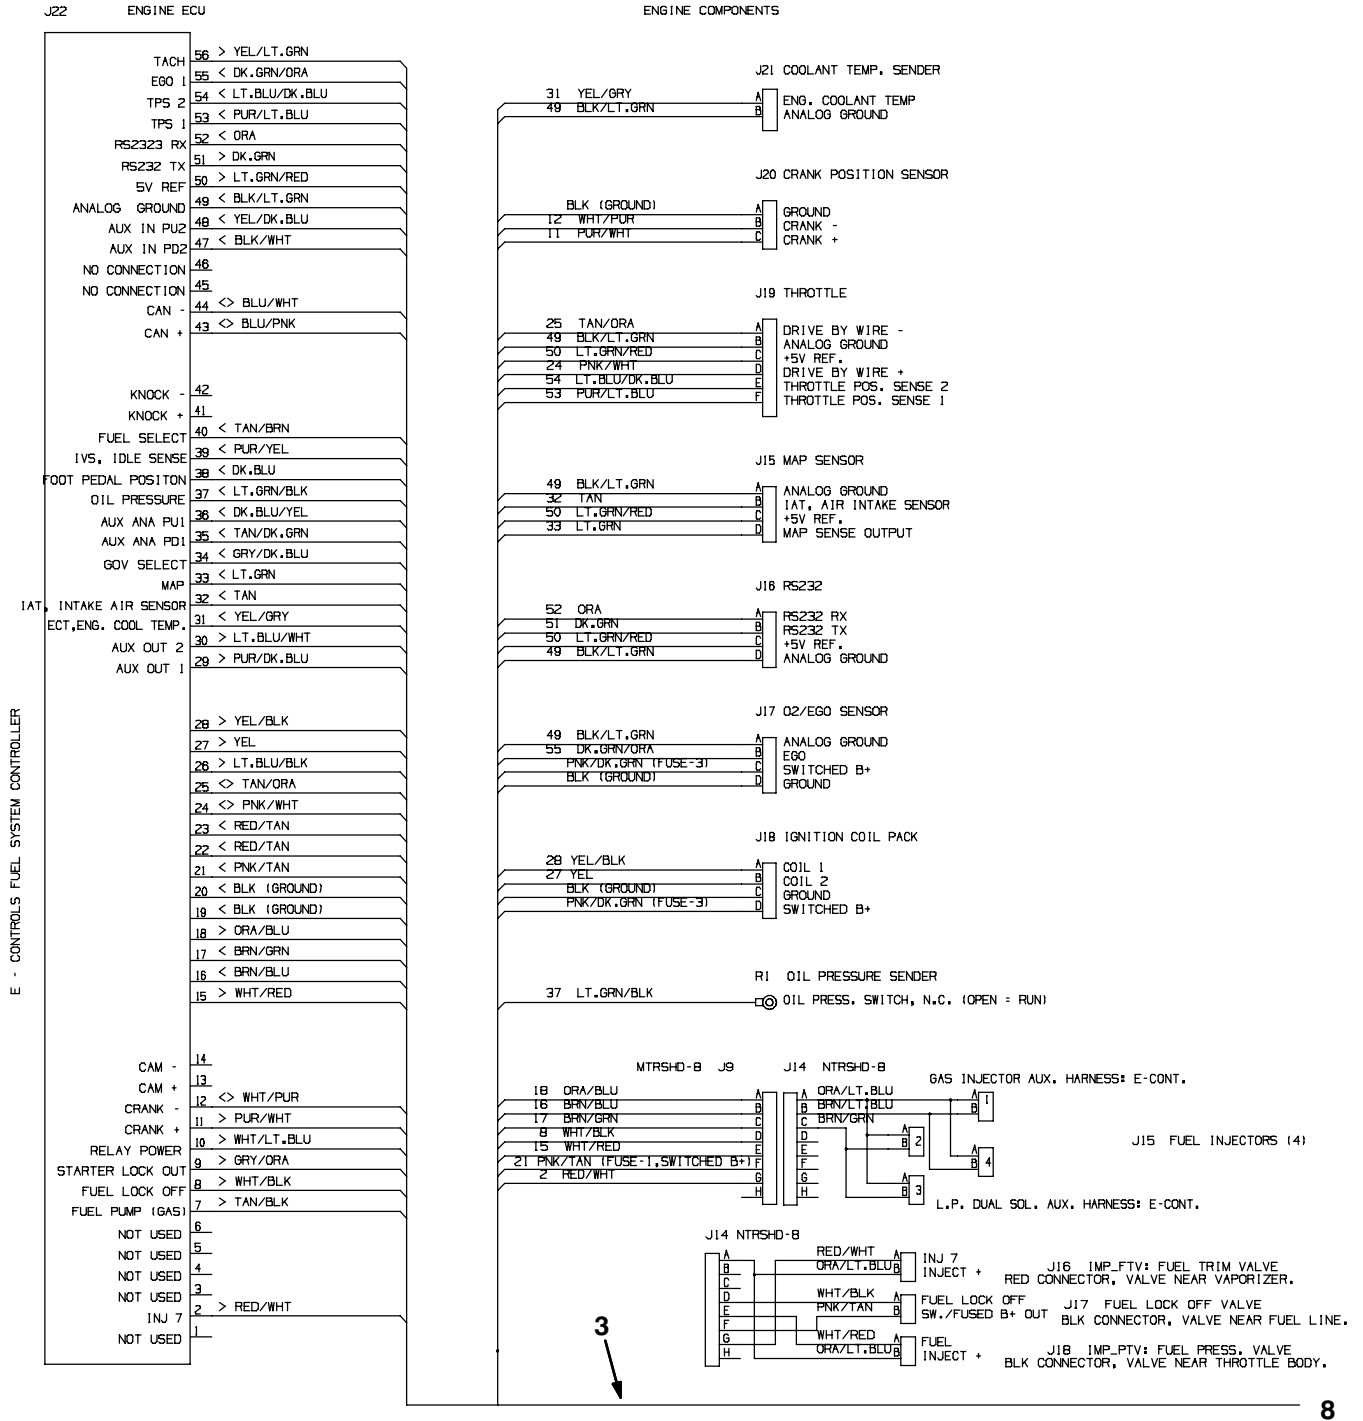 J22 ENGINE ECU
ENGINE COMPONENTS
E - CONTROLS FUEL SYSTEM CONTROLLER
TACH 56 > YEL/LT.GRN
EGO 1 55 < DK.GRN/ORA
TPS 2 54 < LT.BLU/DK.BLU
TPS 1 53 < PUR/LT.BLU
RS2323 RX 52 < ORA
RS232 TX 51 > DK.GRN
5V REF 50 > LT.GRN/RED
ANALOG GROUND 49 < BLK/LT.GRN
AUX IN PU2 48 < YEL/DK.BLU
AUX IN PD2 47 < BLK/WHT
NO CONNECTION 46
NO CONNECTION 45
CAN - 44 <> BLU/WHT
CAN + 43 <> BLU/PNK
KNOCK - 42
KNOCK + 41
FUEL SELECT 40 < TAN/BRN
IVS, IDLE SENSE 39 < PUR/YEL
FOOT PEDAL POSITON 38 < DK.BLU
OIL PRESSURE 37 < LT.GRN/BLK
AUX ANA PU1 36 < DK.BLU/YEL
AUX ANA PD1 35 < TAN/DK.GRN
GOV SELECT 34 < GRY/DK.BLU
MAP 33 < LT.GRN
IAT, INTAKE AIR SENSOR 32 < TAN
ECT,ENG. COOL TEMP. 31 < YEL/GRY
AUX OUT 2 30 > LT.BLU/WHT
AUX OUT 1 29 > PUR/DK.BLU
28 > YEL/BLK
27 > YEL
26 > LT.BLU/BLK
25 <> TAN/ORA
24 <> PNK/WHT
23 < RED/TAN
22 < RED/TAN
21 < PNK/TAN
20 < BLK (GROUND)
19 < BLK (GROUND)
18 > ORA/BLU
17 < BRN/GRN
16 < BRN/BLU
15 > WHT/RED
CAM - 14
CAM + 13
CRANK - 12 <> WHT/PUR
CRANK + 11 > PUR/WHT
RELAY POWER 10 > WHT/LT.BLU
STARTER LOCK OUT 9 > GRY/ORA
FUEL LOCK OFF 8 > WHT/BLK
FUEL PUMP (GAS) 7 > TAN/BLK
NOT USED 6
NOT USED 5
NOT USED 4
NOT USED 3
INJ 7 2 > RED/WHT
NOT USED 1
J21 COOLANT TEMP. SENDER
31 YEL/GRY A ENG. COOLANT TEMP
49 BLK/LT.GRN B ANALOG GROUND
J20 CRANK POSITION SENSOR
BLK (GROUND) A GROUND
12 WHT/PUR B CRANK -
11 PUR/WHT C CRANK +
J19 THROTTLE
25 TAN/ORA A DRIVE BY WIRE -
49 BLK/LT.GRN B ANALOG GROUND
50 LT.GRN/RED C +5V REF.
24 PNK/WHT D DRIVE BY WIRE +
54 LT.BLU/DK.BLU E THROTTLE POS. SENSE 2
53 PUR/LT.BLU F THROTTLE POS. SENSE 1
J15 MAP SENSOR
49 BLK/LT.GRN A ANALOG GROUND
32 TAN B IAT, AIR INTAKE SENSOR
50 LT.GRN/RED C +5V REF.
33 LT.GRN D MAP SENSE OUTPUT
J16 RS232
52 ORA A RS232 RX
51 DK.GRN B RS232 TX
50 LT.GRN/RED C +5V REF.
49 BLK/LT.GRN D ANALOG GROUND
J17 O2/EGO SENSOR
49 BLK/LT.GRN A ANALOG GROUND
55 DK.GRN/ORA B EGO
PNK/DK.GRN (FUSE-3) C SWITCHED B+
BLK (GROUND) D GROUND
J18 IGNITION COIL PACK
28 YEL/BLK A COIL 1
27 YEL B COIL 2
BLK (GROUND) C GROUND
PNK/DK.GRN (FUSE-3) D SWITCHED B+
R1 OIL PRESSURE SENDER
37 LT.GRN/BLK OIL PRESS. SWITCH, N.C. (OPEN = RUN)
MTRSHD-8 J9 J14 NTRSHD-8
18 ORA/BLU A A ORA/LT.BLU
16 BRN/BLU B B BRN/LT.BLU
17 BRN/GRN C C BRN/GRN
8 WHT/BLK D D
15 WHT/RED E E
21 PNK/TAN (FUSE-1,SWITCHED B+) F F
2 RED/WHT G G
H H
GAS INJECTOR AUX. HARNESS: E-CONT.
A B 1
A B 2
A B 4
A B 3
J15 FUEL INJECTORS (4)
L.P. DUAL SOL. AUX. HARNESS: E-CONT.
J14 NTRSHD-8
A
B
C
D
E
F
G
H
RED/WHT A INJ 7
ORA/LT.BLU B INJECT +
J16 IMP_FTV: FUEL TRIM VALVE
RED CONNECTOR, VALVE NEAR VAPORIZER.
WHT/BLK A FUEL LOCK OFF
PNK/TAN B SW./FUSED B+ OUT
J17 FUEL LOCK OFF VALVE
BLK CONNECTOR, VALVE NEAR FUEL LINE.
WHT/RED A FUEL
ORA/LT.BLU B INJECT +
J18 IMP_PTV: FUEL PRESS. VALVE
BLK CONNECTOR, VALVE NEAR THROTTLE BODY.
3
8